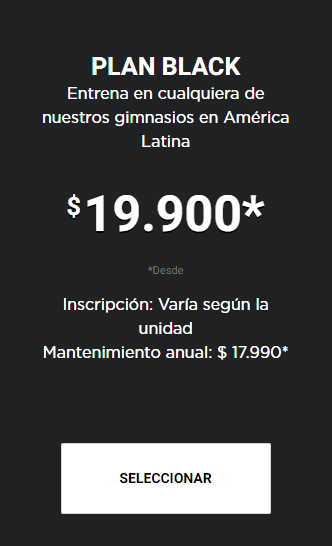 PLAN BLACK
Entrena en cualquiera de
nuestros gimnasios en América
Latina
$19.900*
*Desde
Inscripción: Varía según la
unidad
Mantenimiento anual: $ 17.990*
SELECCIONAR